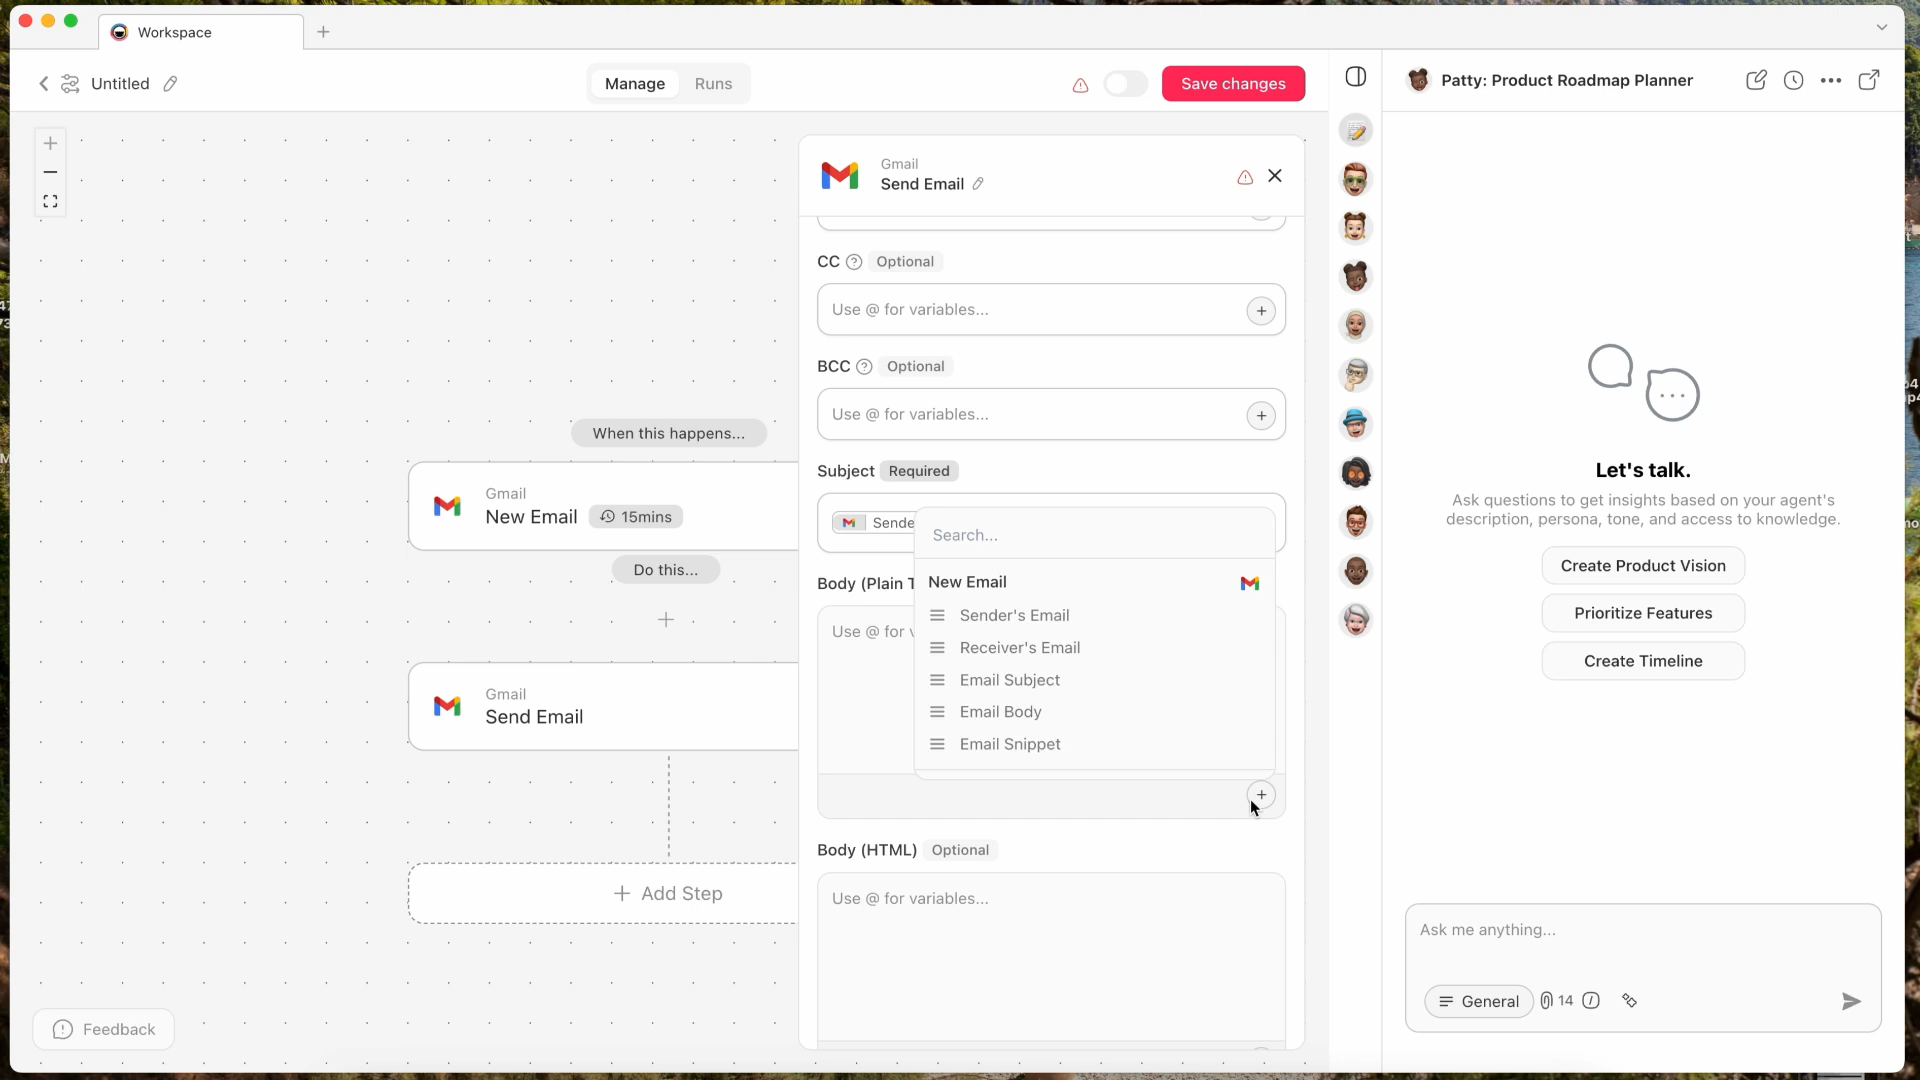 Workspace
Untitled
Manage
Runs
Save changes
Patty: Product Roadmap Planner
Gmail
Send Email
CC ? Optional
Use @ for variables...
BCC ? Optional
Use @ for variables...
Subject Required
Sende
Search...
Body (Plain T
Use @ for v
New Email
Sender's Email
Receiver's Email
Email Subject
Email Body
Email Snippet
Body (HTML) Optional
Use @ for variables...
When this happens...
Gmail
New Email 15mins
Do this...
Gmail
Send Email
+ Add Step
Feedback
Let's talk.
Ask questions to get insights based on your agent's
description, persona, tone, and access to knowledge.
Create Product Vision
Prioritize Features
Create Timeline
Ask me anything...
General 14